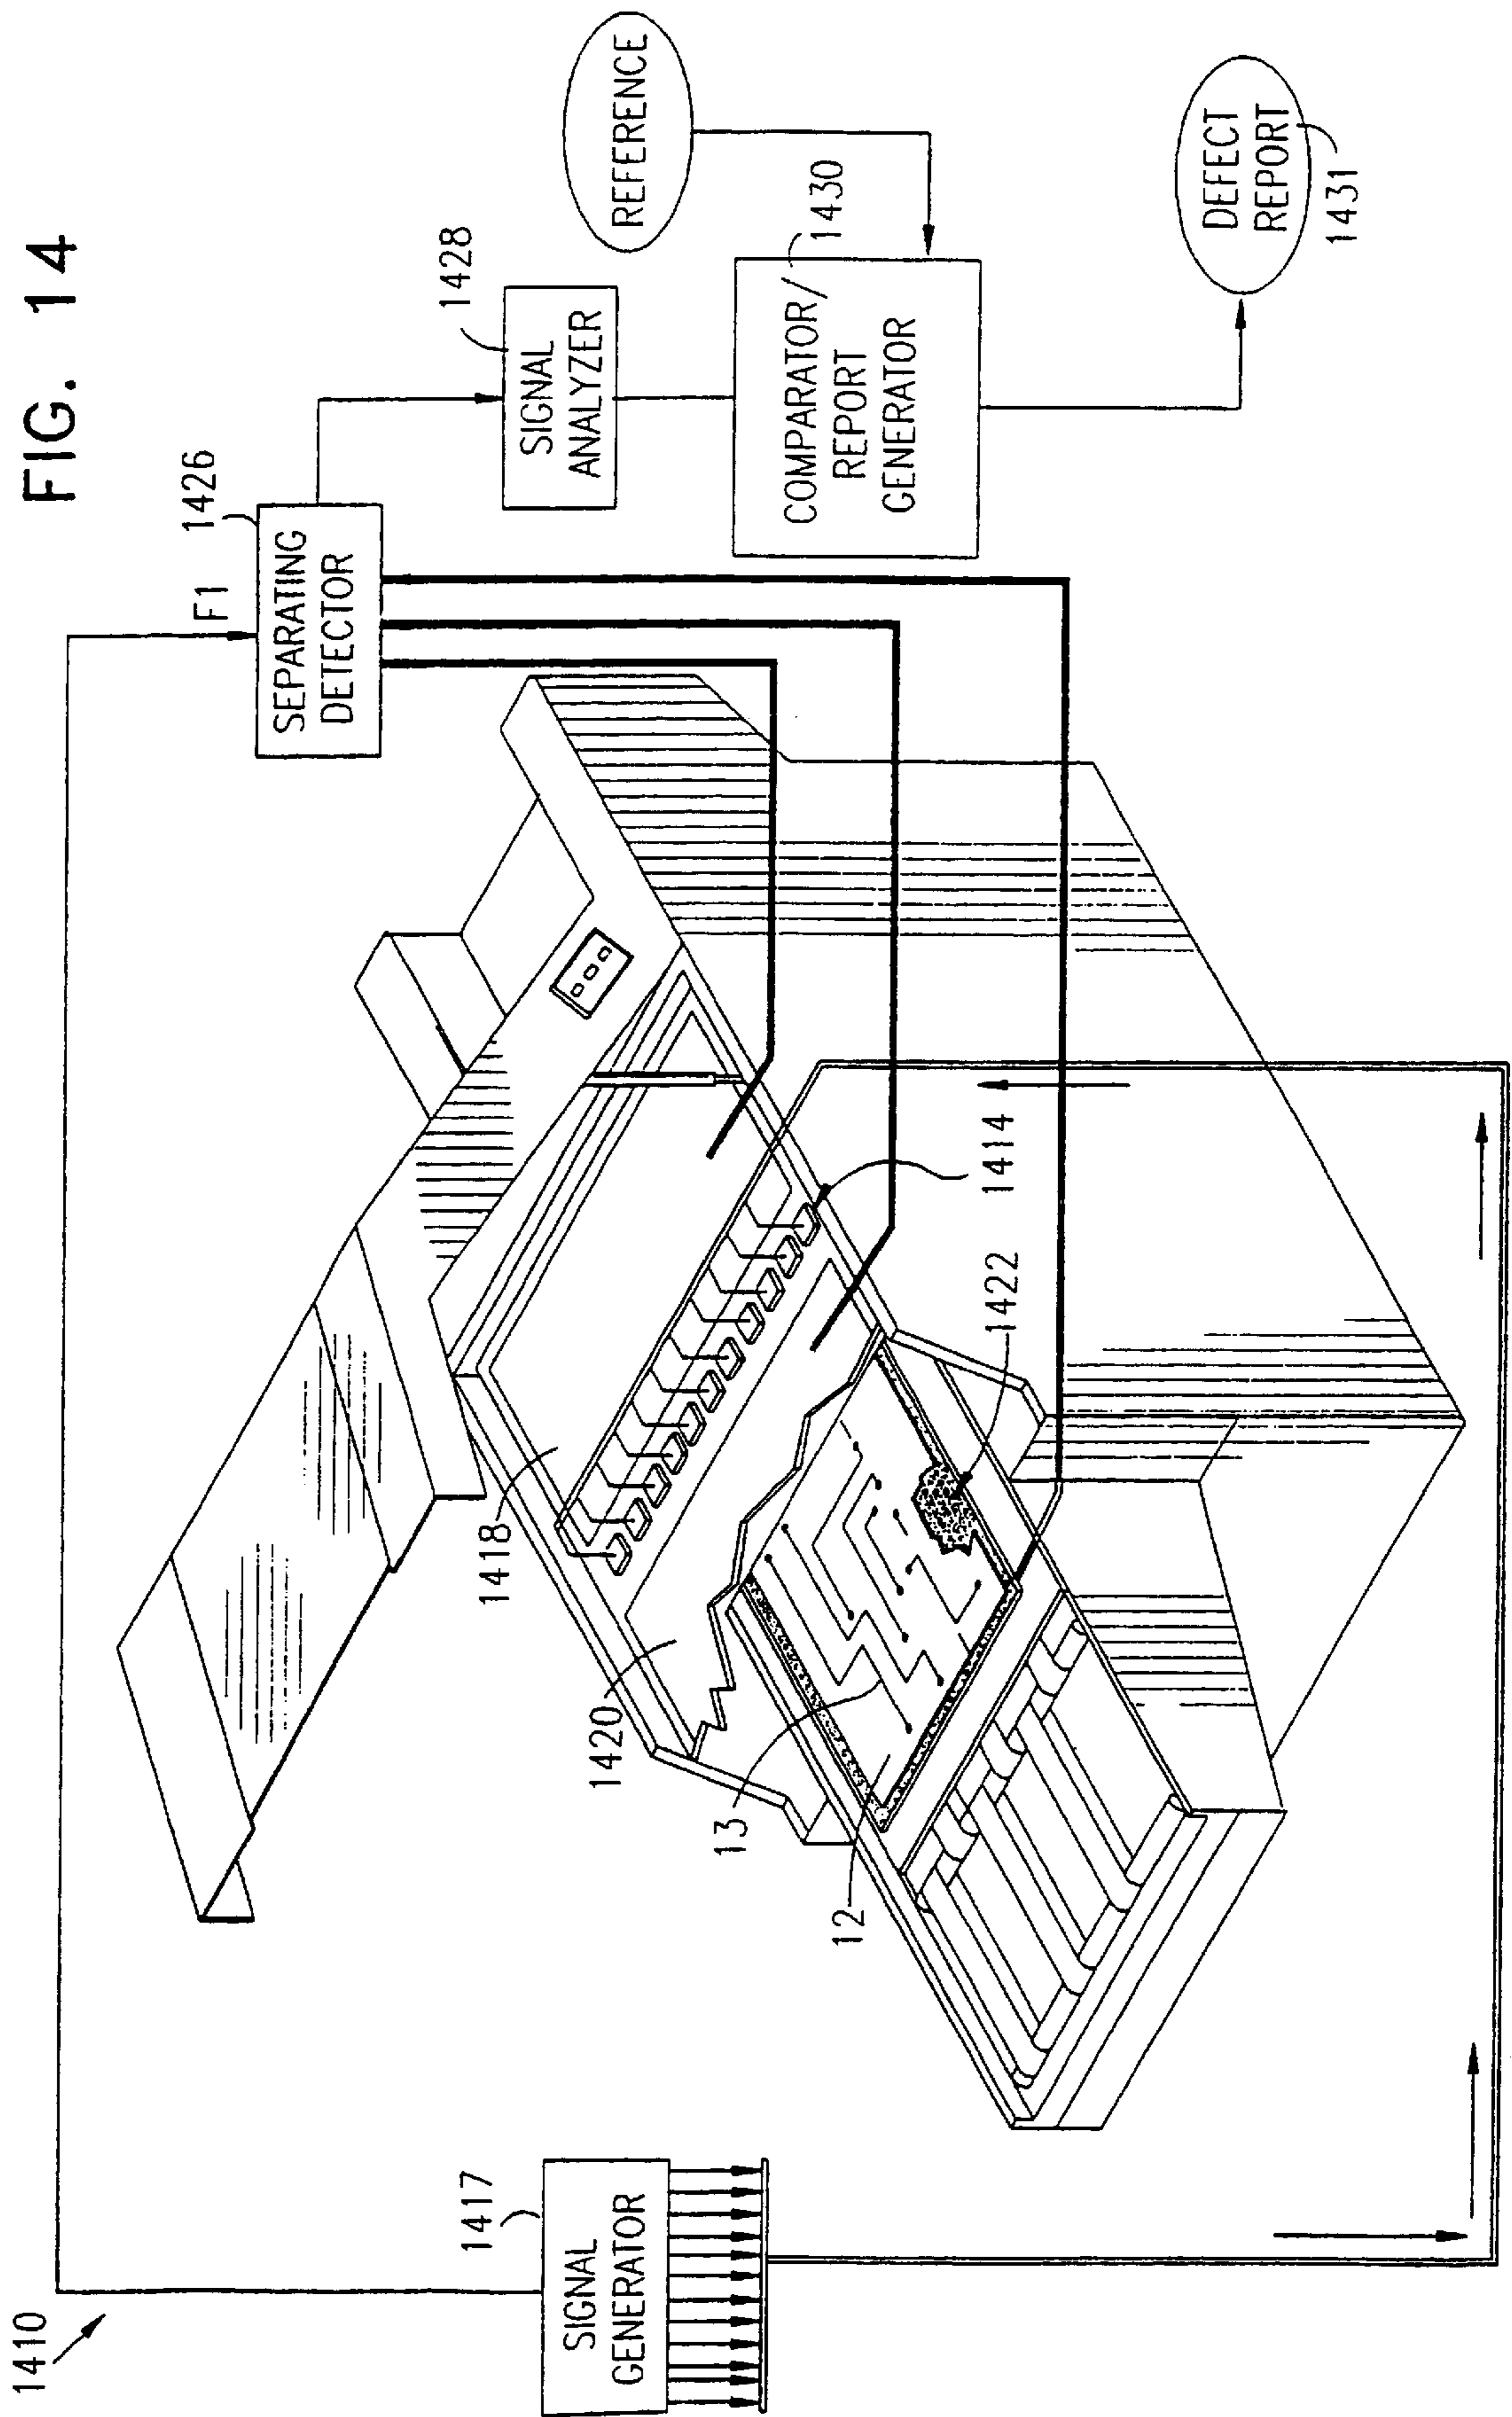 FIG. 14
1410
1417
SIGNAL
GENERATOR
F1
1426
SEPARATING
DETECTOR
1428
SIGNAL
ANALYZER
REFERENCE
COMPARATOR/
REPORT
GENERATOR
1430
DEFECT
REPORT
1431
1418
1420
1414
1422
13
12